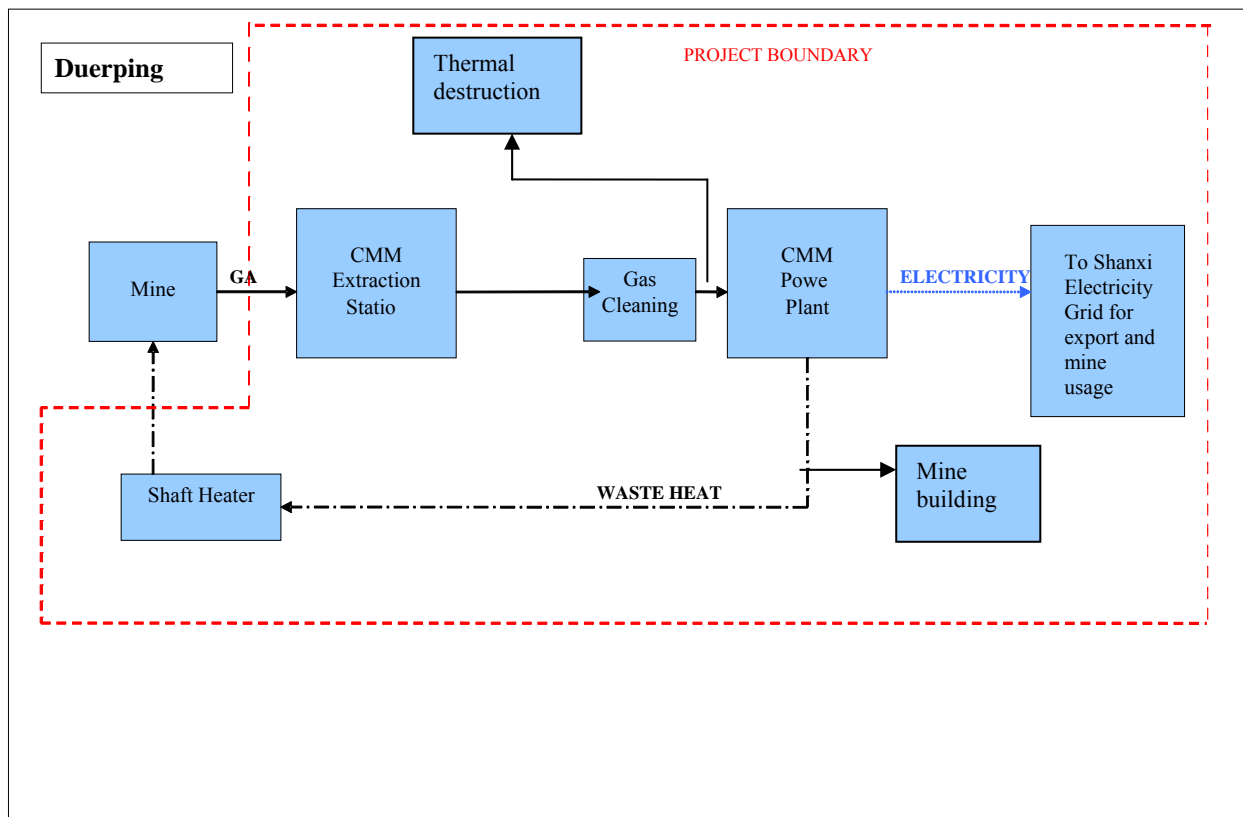 Duerping
PROJECT BOUNDARY
Thermal
destruction
Mine
GA
CMM
Extraction
Statio
Gas
Cleaning
CMM
Powe
Plant
ELECTRICITY
To Shanxi
Electricity
Grid for
export and
mine
usage
Shaft Heater
WASTE HEAT
Mine
building